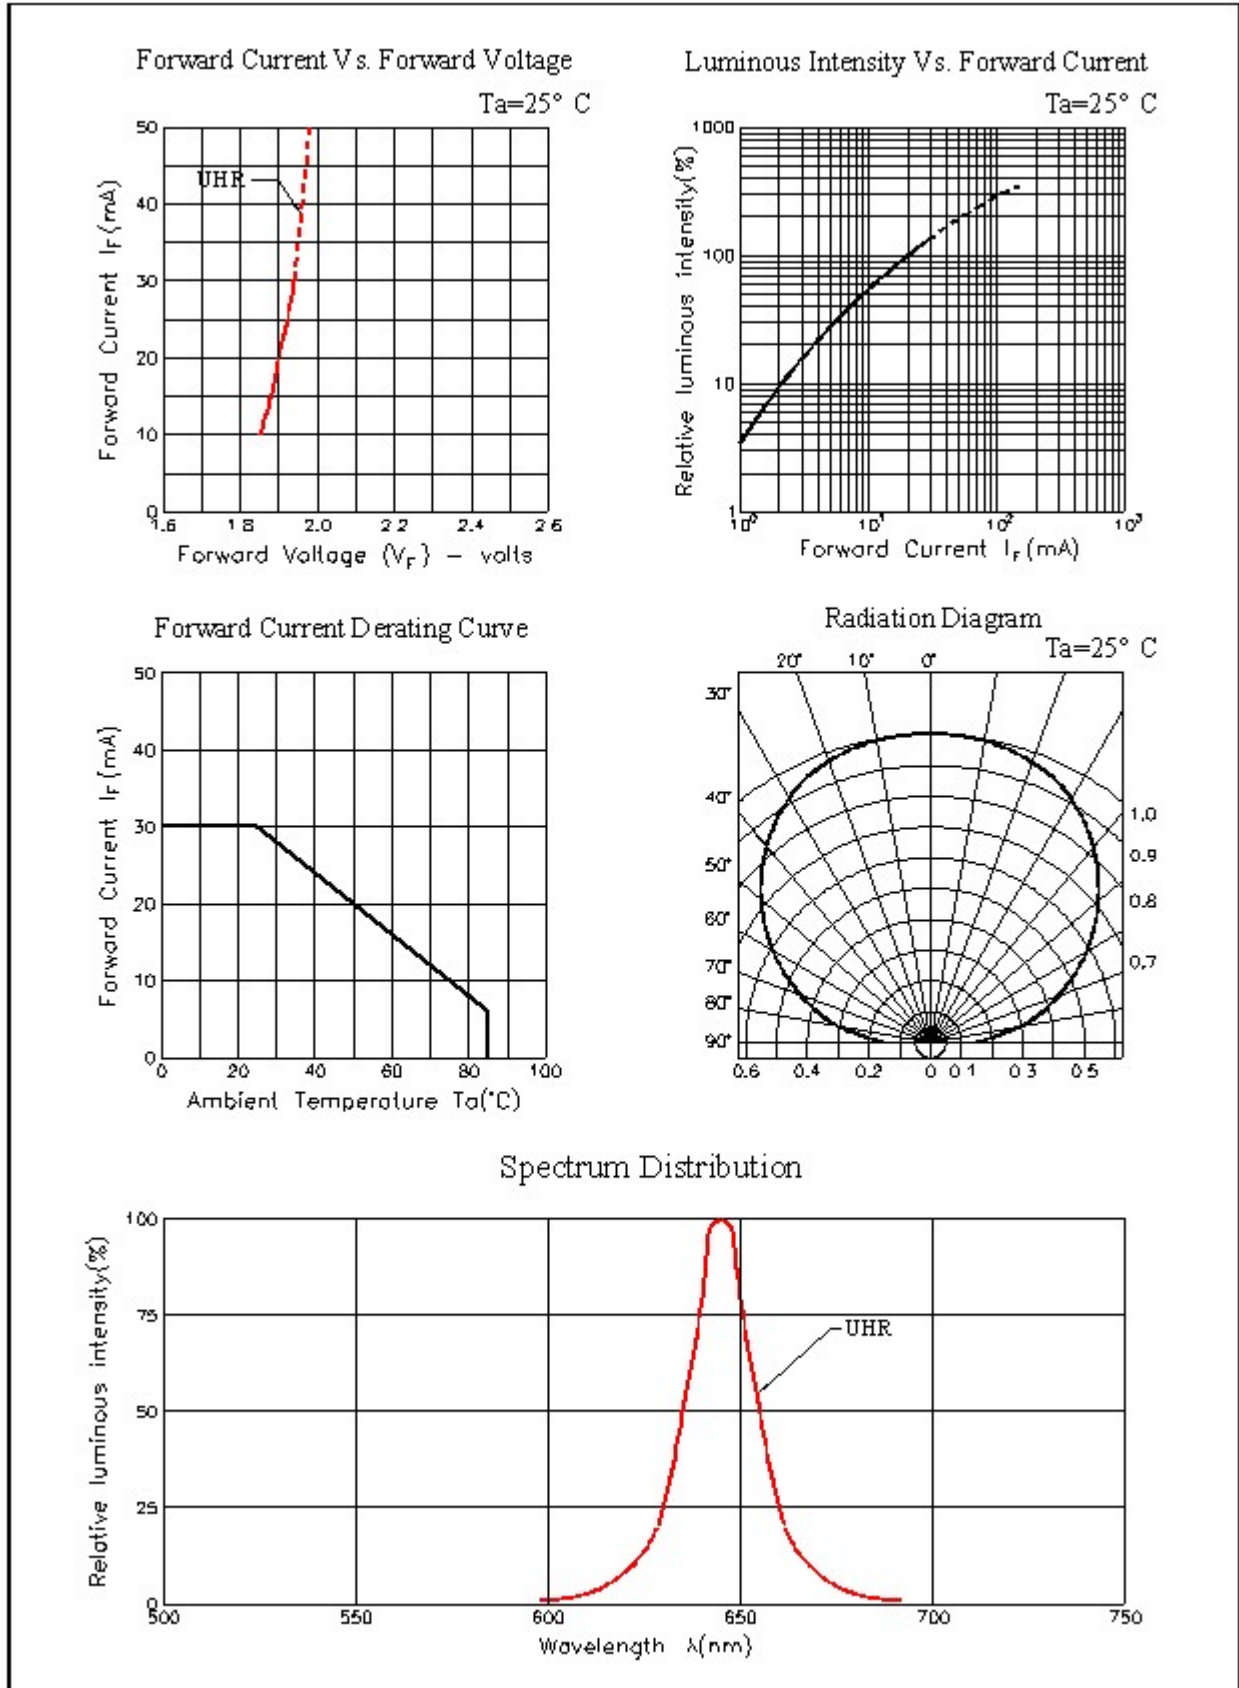 Forward Current Vs. Forward Voltage
Ta=25° C
50
40
30
20
10
0
UHR
Forward Current I_F(mA)
1.6 1 8 2.0 2 2 2 4 2 6
Forward Voltage (V_F) – volts
Luminous Intensity Vs. Forward Current
Ta=25° C
1000
100
10
1
Relative luminous intensity(%)
10⁰ 10¹ 10² 10³
Forward Current I_F(mA)
Forward Current Derating Curve
50
40
30
20
10
0
Forward Current I_F(mA)
0 20 40 60 80 100
Ambient Temperature Ta(°C)
Radiation Diagram
Ta=25° C
20° 10° 0°
30°
40°
50°
60°
70°
80°
90°
1.0
0.9
0.8
0.7
0.6 0.4 0.2 0 0 1 0 3 0 5
Spectrum Distribution
100
75
50
25
0
UHR
Relative luminous intensity(%)
500 550 600 650 700 750
Wavelength λ(nm)